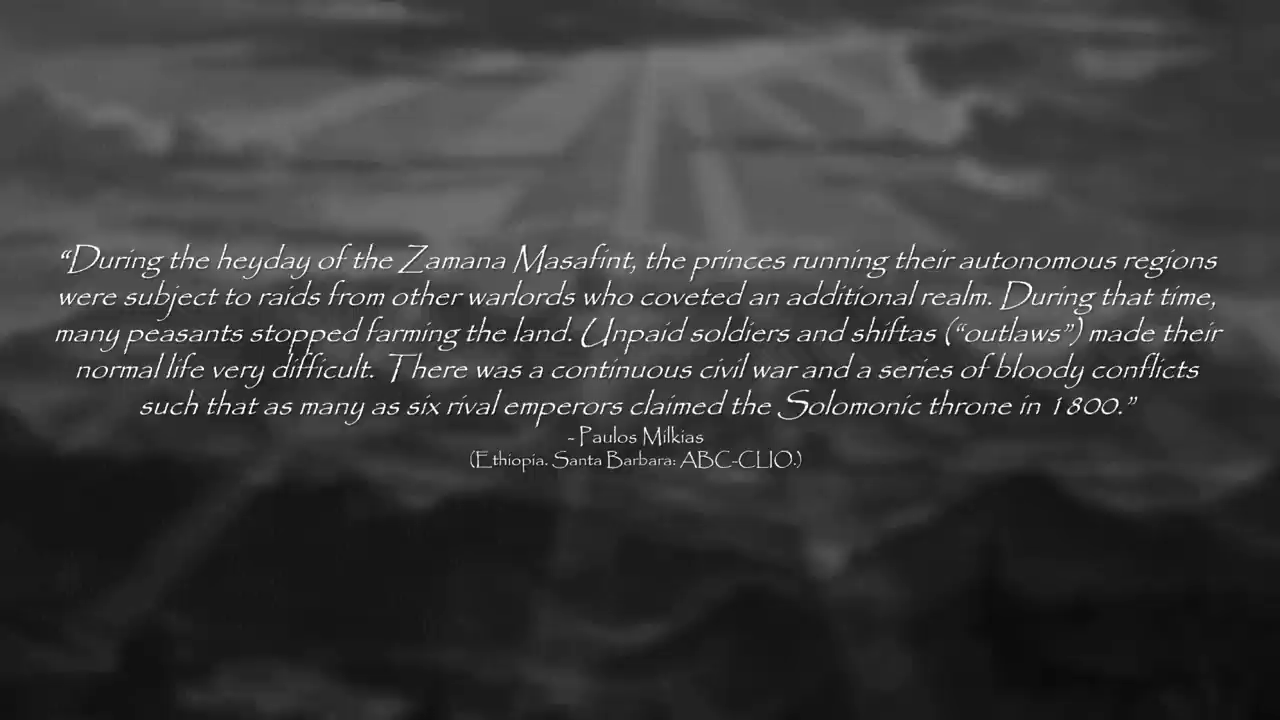 “During the heyday of the Zamana Masafint, the princes running their autonomous regions
were subject to raids from other warlords who coveted an additional realm. During that time,
many peasants stopped farming the land. Unpaid soldiers and shiftas (“outlaws”) made their
normal life very difficult. There was a continuous civil war and a series of bloody conflicts
such that as many as six rival emperors claimed the Solomonic throne in 1800.”
- Paulos Milkias
(Ethiopia. Santa Barbara: ABC-CLIO.)